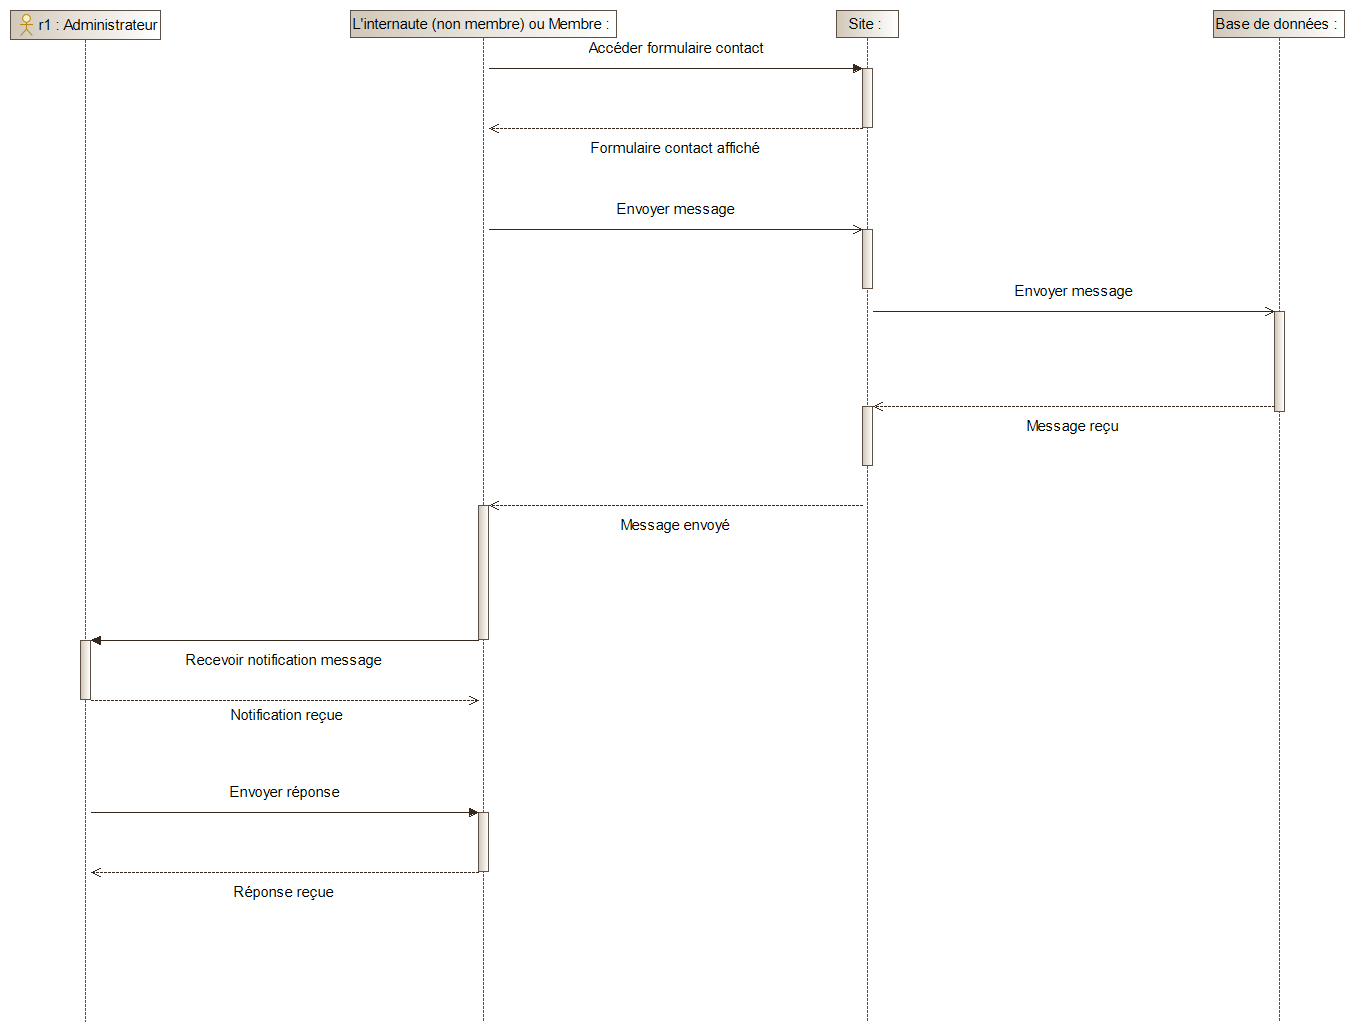 r1 : Administrateur
L'internaute (non membre) ou Membre :
Site :
Base de données :
Accéder formulaire contact
Formulaire contact affiché
Envoyer message
Envoyer message
Message reçu
Message envoyé
Recevoir notification message
Notification reçue
Envoyer réponse
Réponse reçue